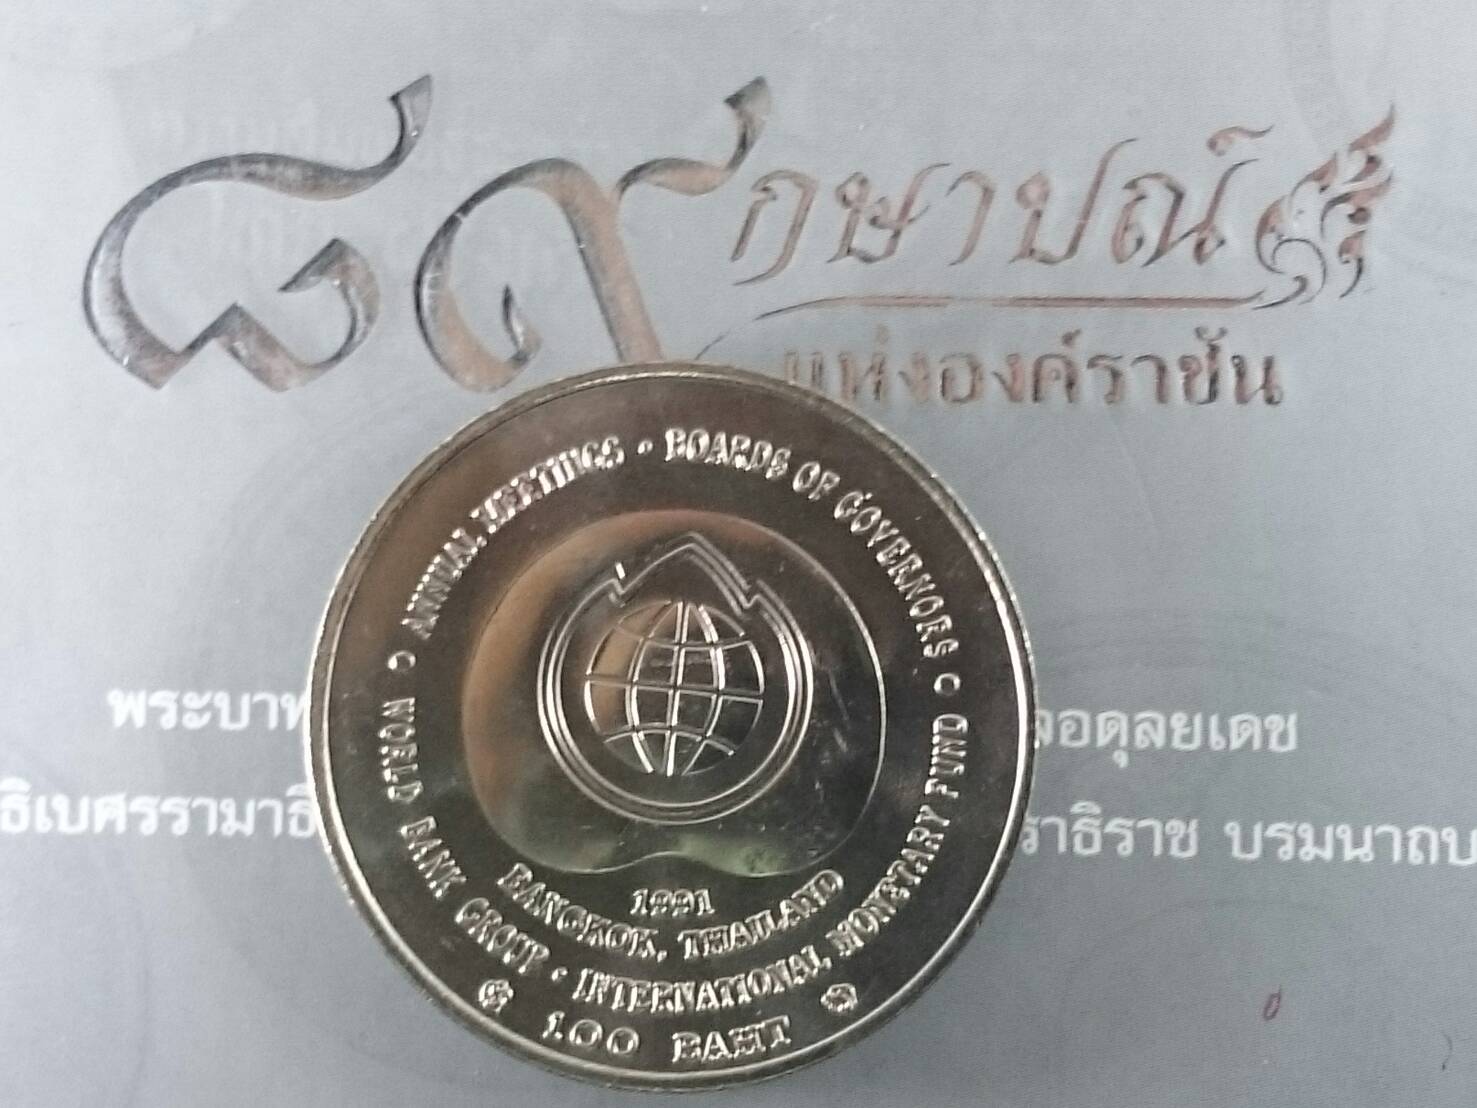 ๘๙ กษาปณ์
แห่งองค์ราชัน
ANNUAL MEETINGS • BOARDS OF GOVERNORS
WORLD BANK GROUP • INTERNATIONAL MONETARY FUND
1991
BANGKOK, THAILAND
100 BAHT
พระบาท ลอดุลยเดช
ธิเบศรรามาธิ ราธิราช บรมนาถบ